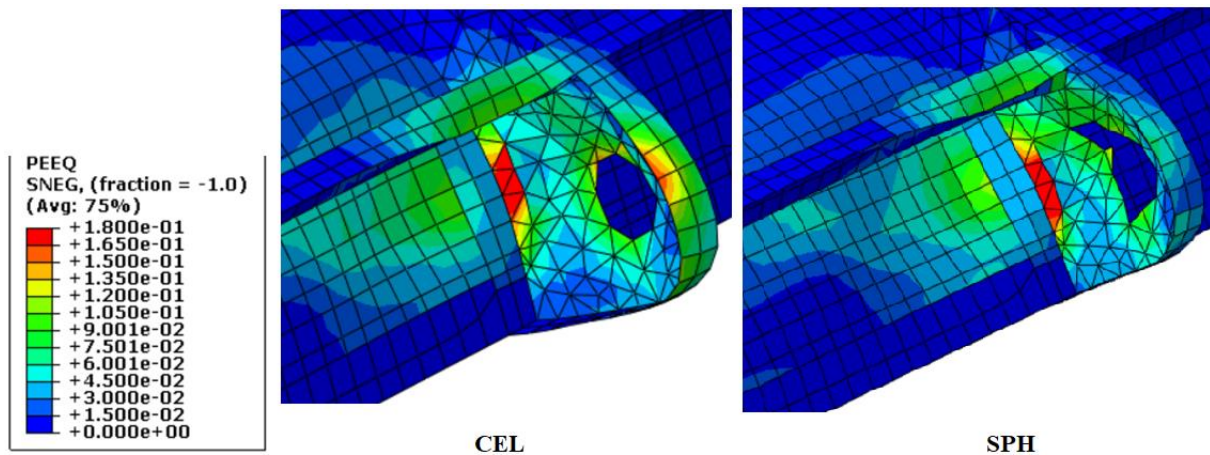 PEEQ
SNEG, (fraction = -1.0)
(Avg: 75%)
+1.800e-01
+1.650e-01
+1.500e-01
+1.350e-01
+1.200e-01
+1.050e-01
+9.001e-02
+7.501e-02
+6.001e-02
+4.500e-02
+3.000e-02
+1.500e-02
+0.000e+00
CEL
SPH